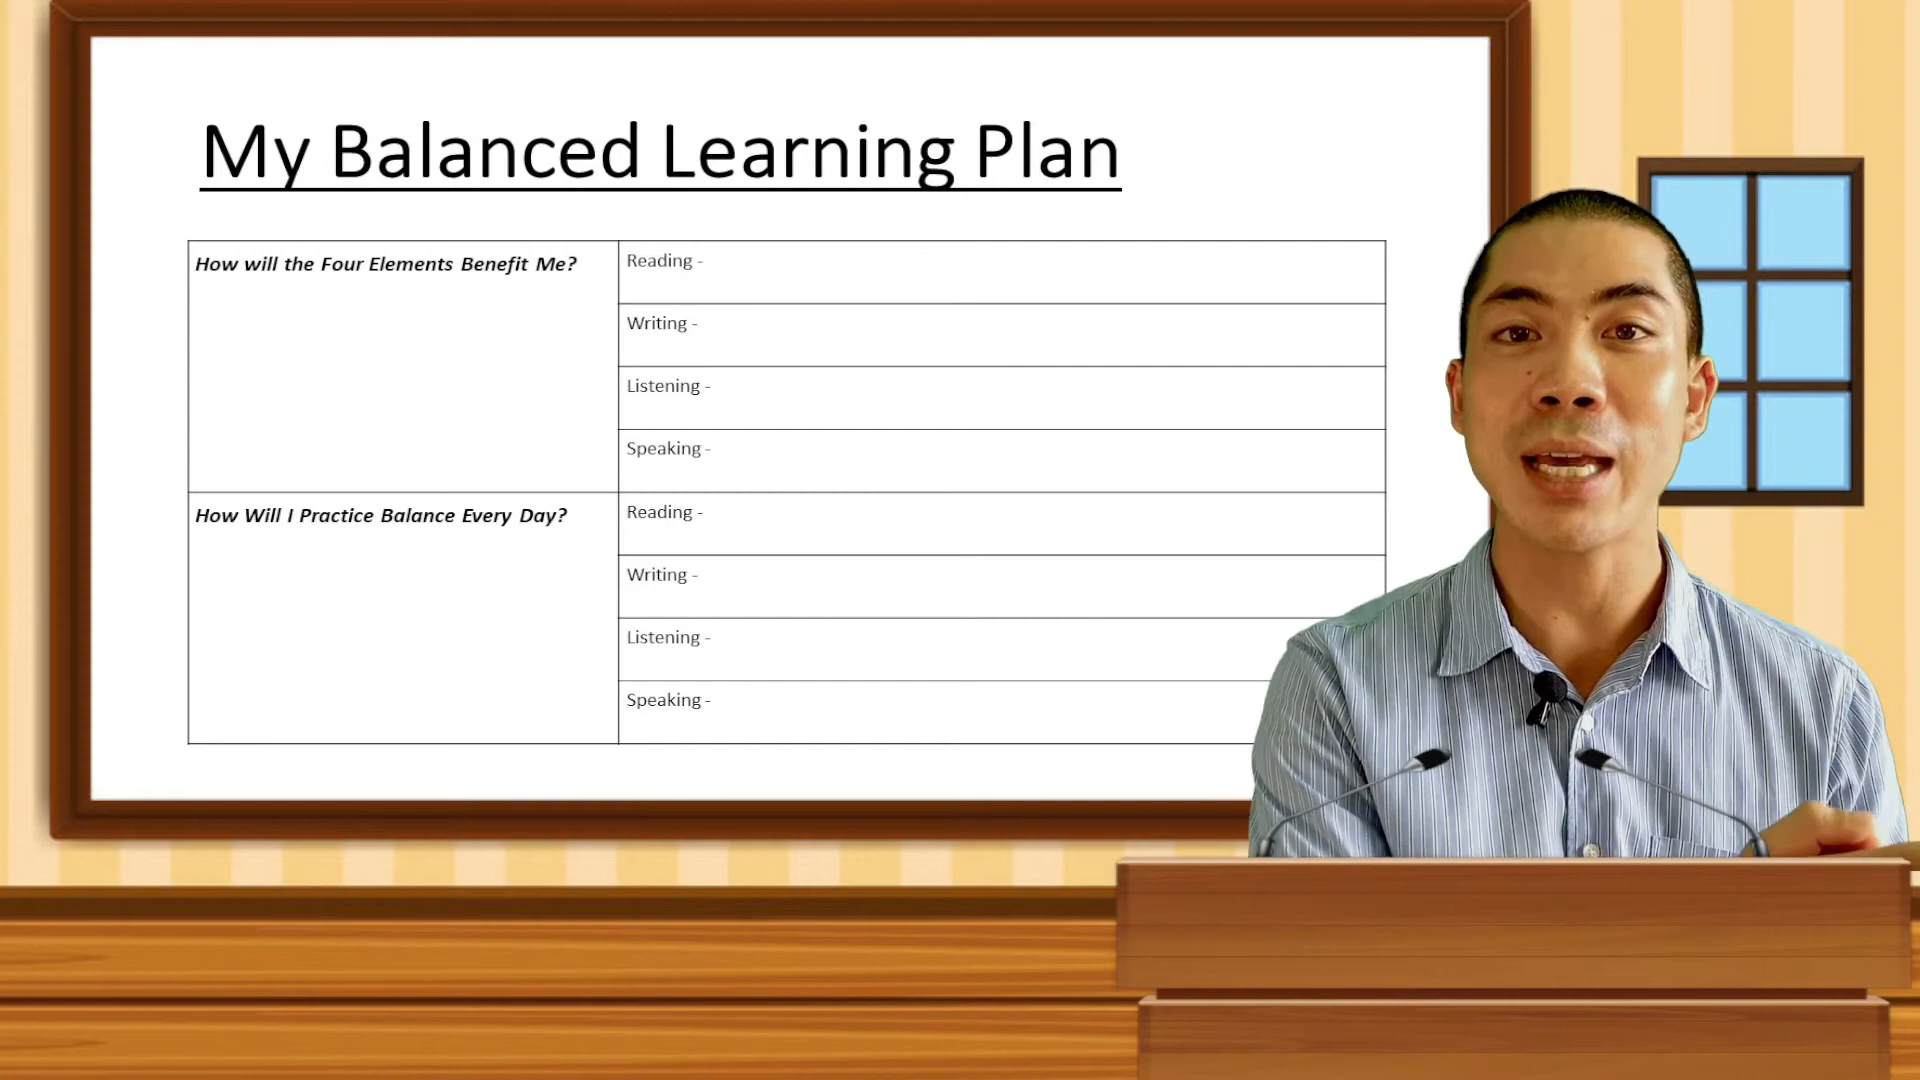 My Balanced Learning Plan
How will the Four Elements Benefit Me?
Reading -
Writing -
Listening -
Speaking -
How Will I Practice Balance Every Day?
Reading -
Writing -
Listening -
Speaking -